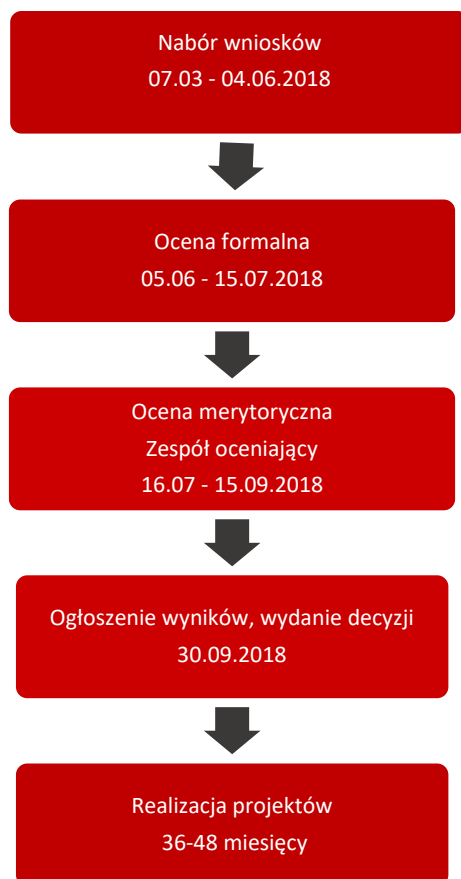 Nabór wniosków
07.03 - 04.06.2018
Ocena formalna
05.06 - 15.07.2018
Ocena merytoryczna
Zespół oceniający
16.07 - 15.09.2018
Ogłoszenie wyników, wydanie decyzji
30.09.2018
Realizacja projektów
36-48 miesięcy